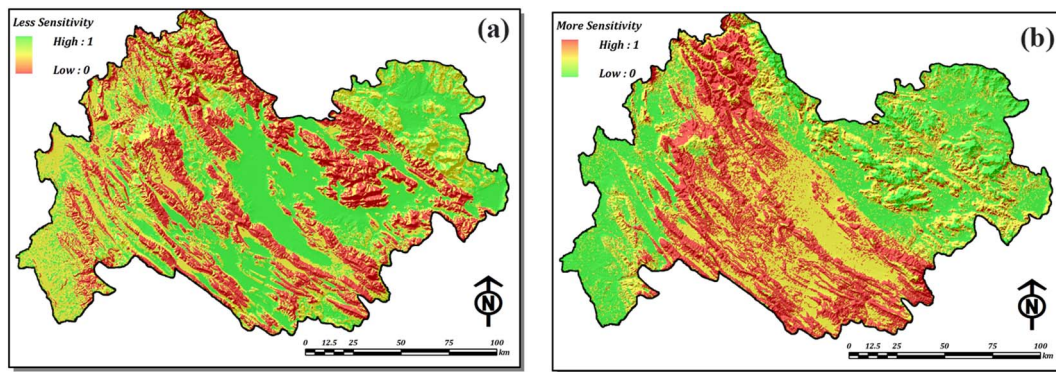 Less Sensitivity
(a)
High : 1
Low : 0
N
0 12.5 25 50 75 100
km
More Sensitivity
(b)
High : 1
Low : 0
N
0 12.5 25 50 75 100
km